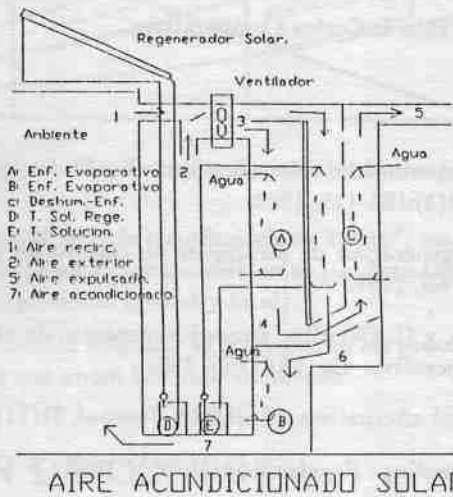 Regenerador Solar.
Ventilador
1
3
5
Ambiente
2
Agua
Agua
A: Enf. Evaporativo
B: Enf. Evaporativo
C: Deshum.-Enf.
D: T. Sol. Rege.
E: T. Solucion.
1: Aire recirc.
2: Aire exterior
5: Aire expulsado
7: Aire acondicionado
A
C
4
Agua
6
D
E
B
7
AIRE ACONDICIONADO SOLAR